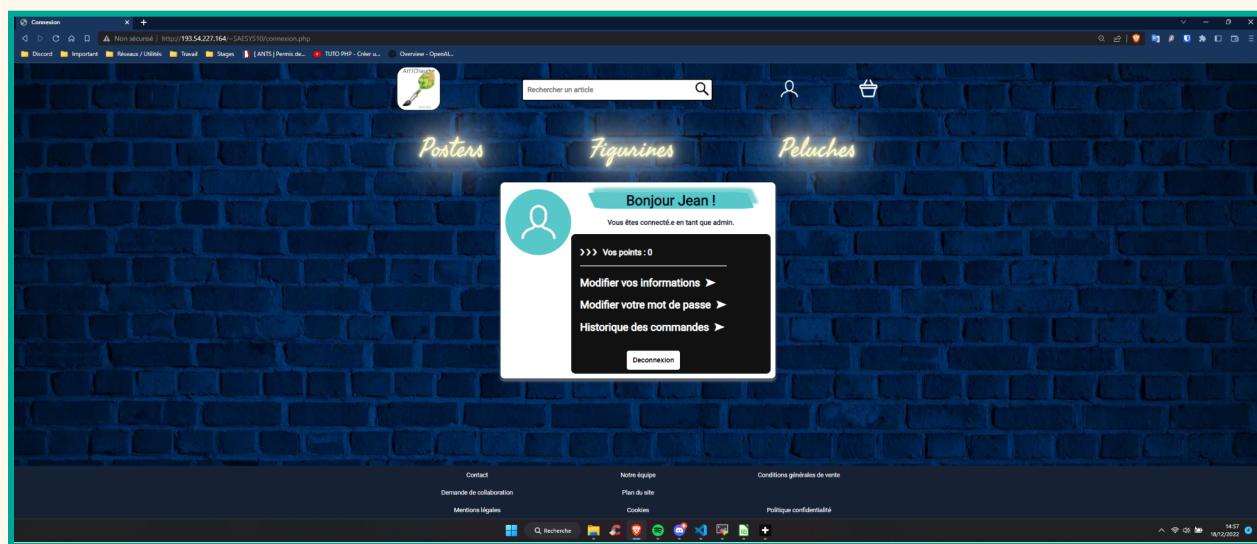 Connexion
Non sécurisé | http://193.54.227.164/~SAESYS10/connexion.php
Discord Important Réseaux / Utilités Travail Stages [ ANTS ] Permis de... TUTO PHP - Créer u... Overview - OpenAI...
Rechercher un article
Posters Figurines Peluches
Bonjour Jean !
Vous êtes connecté.e en tant que admin.
>>> Vos points : 0
Modifier vos informations ➤
Modifier votre mot de passe ➤
Historique des commandes ➤
Deconnexion
Contact Notre équipe Conditions générales de vente
Demande de collaboration Plan du site
Mentions légales Cookies Politique confidentialité
Recherche
14:57
18/12/2022